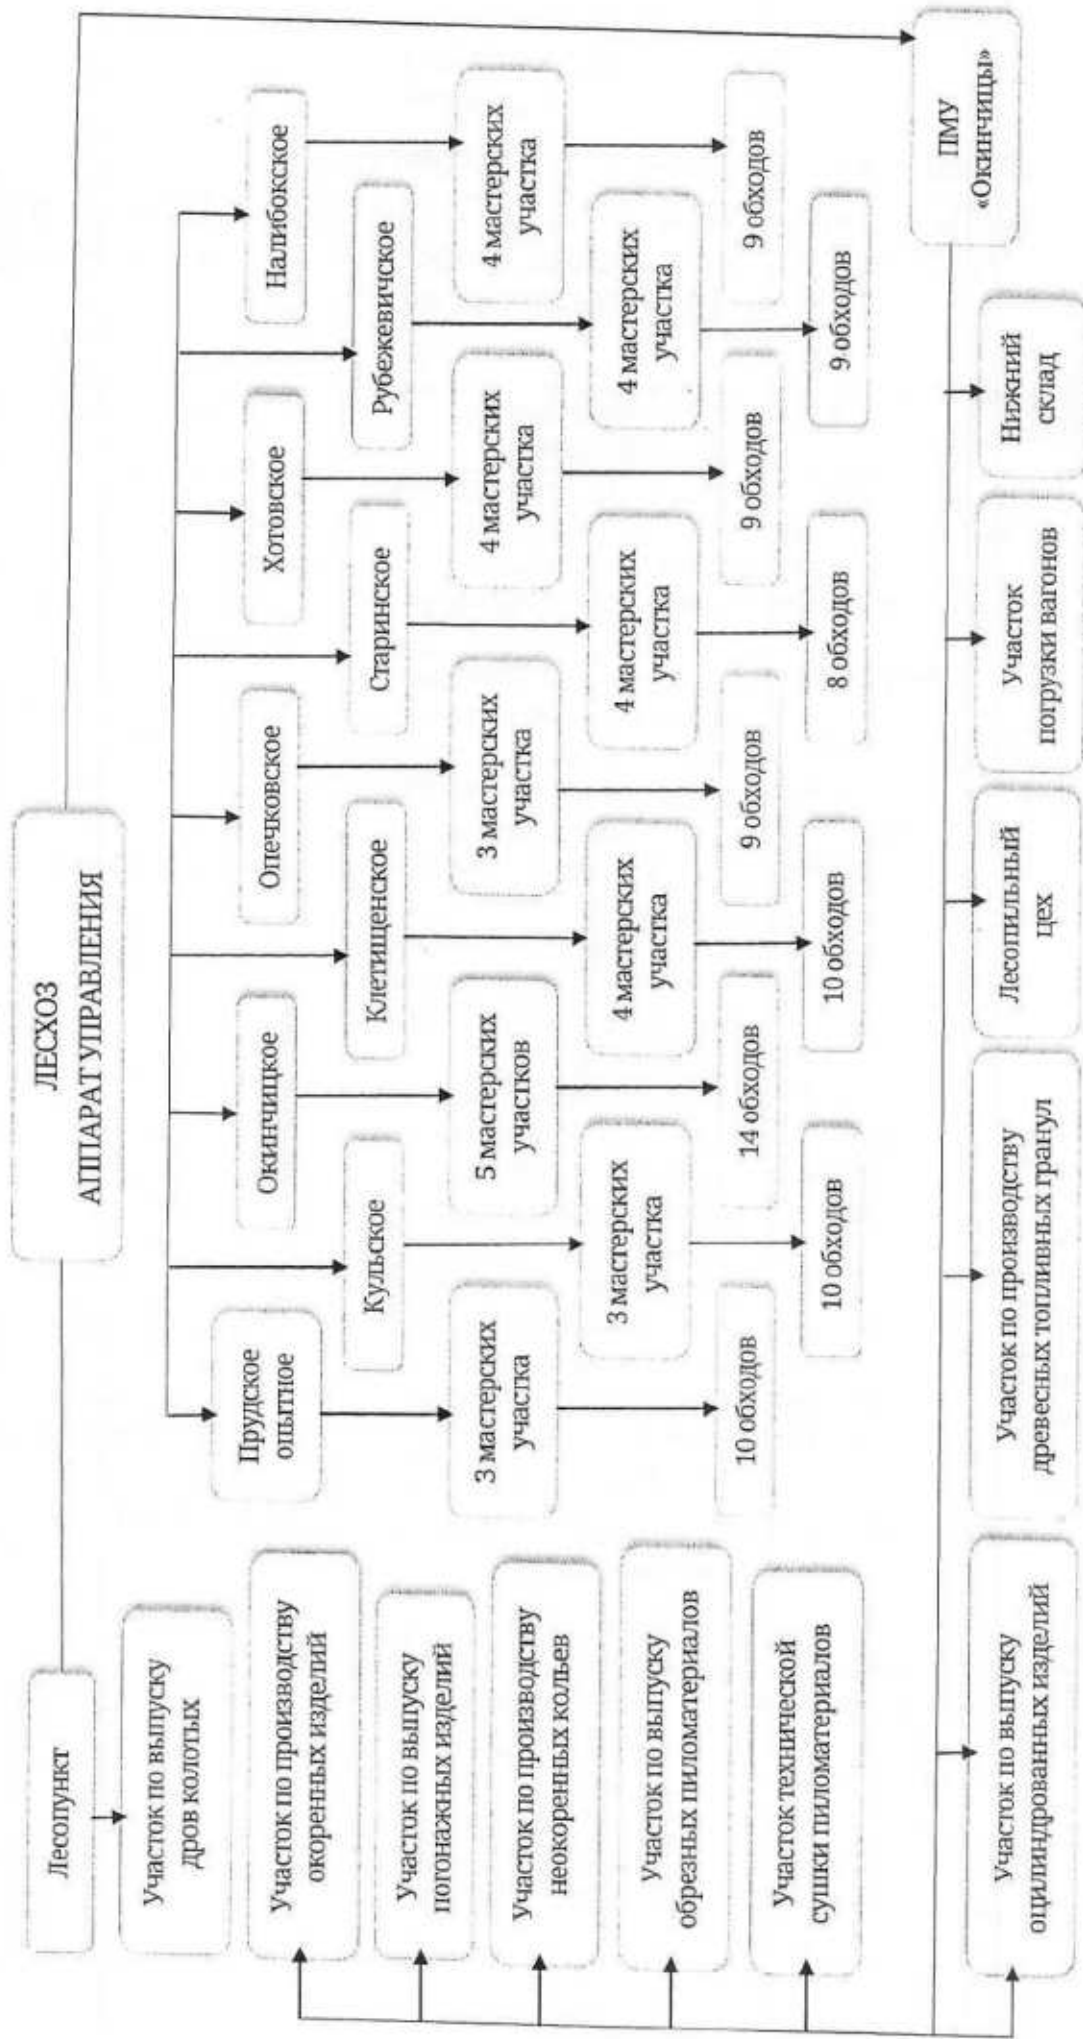 ЛЕСХОЗ
АППАРАТ УПРАВЛЕНИЯ
Лесопункт
Участок по выпуску
дров колотых
Участок по производству
окоренных изделий
Участок по выпуску
погонажных изделий
Участок по производству
неокоренных кольев
Участок по выпуску
обрезных пиломатериалов
Участок технической
сушки пиломатериалов
Прудское
опытное
Окинчицкое
Опечковское
Хотовское
Налибокское
Кульское
Клетищенское
Старинское
Рубежевичское
3 мастерских
участка
5 мастерских
участков
3 мастерских
участка
4 мастерских
участка
4 мастерских
участка
3 мастерских
участка
4 мастерских
участка
4 мастерских
участка
4 мастерских
участка
10 обходов
14 обходов
9 обходов
9 обходов
9 обходов
10 обходов
10 обходов
8 обходов
9 обходов
ПМУ
«Окинчицы»
Участок по выпуску
оцилиндрованных изделий
Участок по производству
древесных топливных гранул
Лесопильный
цех
Участок
погрузки вагонов
Нижний
склад